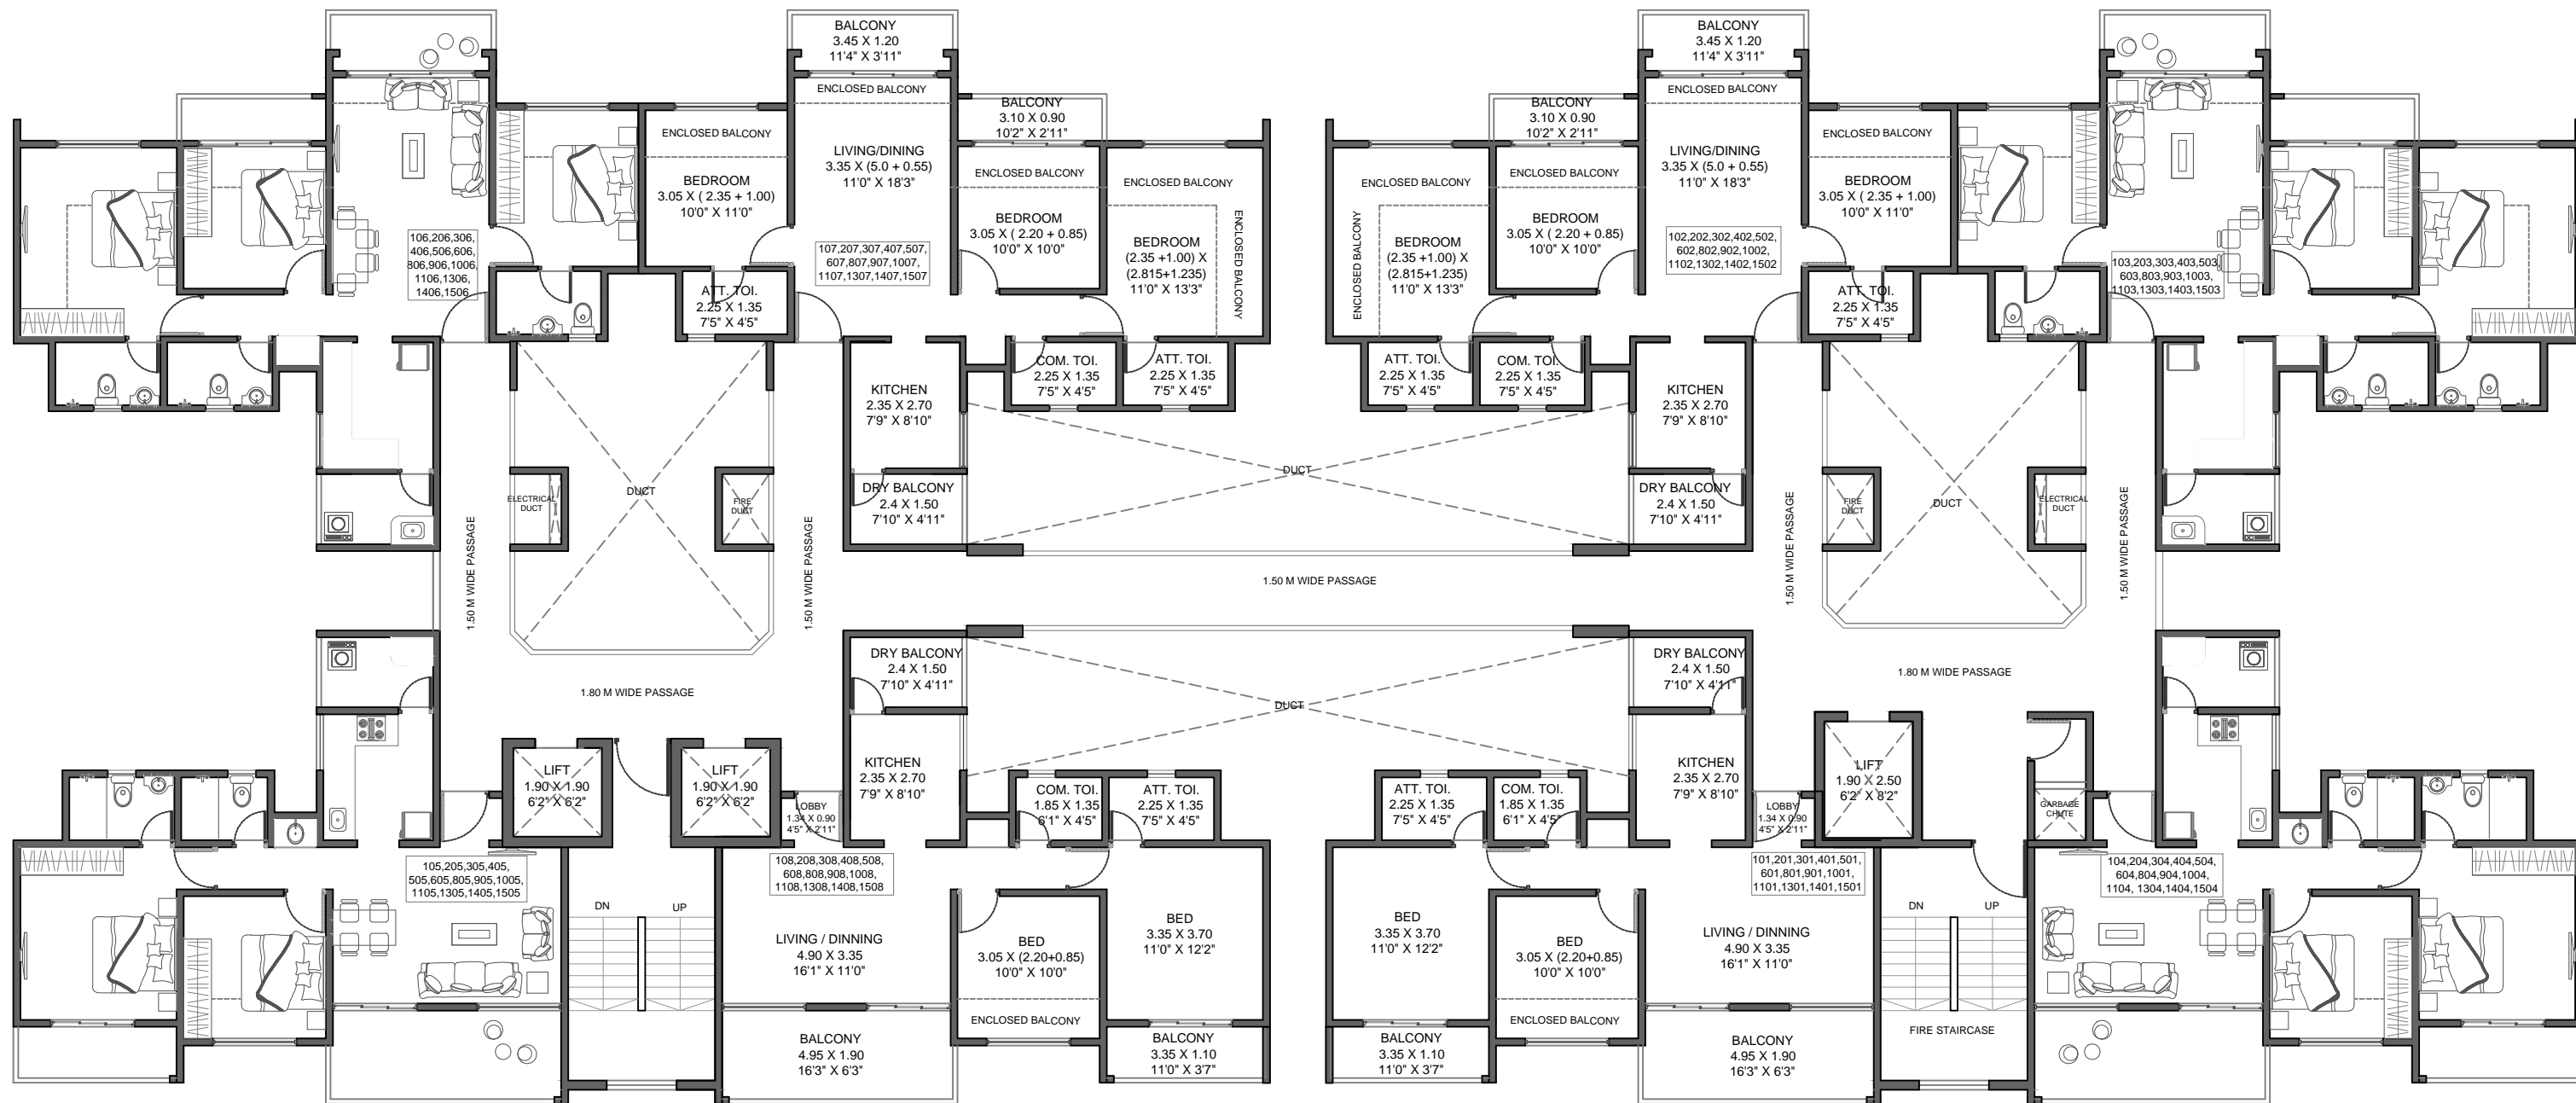 BALCONY
3.45 X 1.20
11'4" X 3'11"
ENCLOSED BALCONY
BALCONY
3.10 X 0.90
10'2" X 2'11"
ENCLOSED BALCONY
BEDROOM
3.05 X ( 2.35 + 1.00)
10'0" X 11'0"
LIVING/DINING
3.35 X (5.0 + 0.55)
11'0" X 18'3"
ENCLOSED BALCONY
BEDROOM
3.05 X ( 2.20 + 0.85)
10'0" X 10'0"
ENCLOSED BALCONY
ENCLOSED BALCONY
BEDROOM
(2.35 +1.00) X
(2.815+1.235)
11'0" X 13'3"
106,206,306,
406,506,606,
806,906,1006,
1106,1306,
1406,1506
107,207,307,407,507,
607,807,907,1007,
1107,1307,1407,1507
ATT. TOI.
2.25 X 1.35
7'5" X 4'5"
KITCHEN
2.35 X 2.70
7'9" X 8'10"
COM. TOI.
2.25 X 1.35
7'5" X 4'5"
ATT. TOI.
2.25 X 1.35
7'5" X 4'5"
DRY BALCONY
2.4 X 1.50
7'10" X 4'11"
ELECTRICAL
DUCT
DUCT
FIRE
DUCT
1.50 M WIDE PASSAGE
1.50 M WIDE PASSAGE
BALCONY
3.45 X 1.20
11'4" X 3'11"
ENCLOSED BALCONY
BALCONY
3.10 X 0.90
10'2" X 2'11"
ENCLOSED BALCONY
ENCLOSED BALCONY
BEDROOM
(2.35 +1.00) X
(2.815+1.235)
11'0" X 13'3"
ENCLOSED BALCONY
BEDROOM
3.05 X ( 2.20 + 0.85)
10'0" X 10'0"
LIVING/DINING
3.35 X (5.0 + 0.55)
11'0" X 18'3"
ENCLOSED BALCONY
BEDROOM
3.05 X ( 2.35 + 1.00)
10'0" X 11'0"
102,202,302,402,502,
602,802,902,1002,
1102,1302,1402,1502
103,203,303,403,503,
603,803,903,1003,
1103,1303,1403,1503
ATT. TOI.
2.25 X 1.35
7'5" X 4'5"
ATT. TOI.
2.25 X 1.35
7'5" X 4'5"
COM. TOI.
2.25 X 1.35
7'5" X 4'5"
KITCHEN
2.35 X 2.70
7'9" X 8'10"
DUCT
DRY BALCONY
2.4 X 1.50
7'10" X 4'11"
FIRE
DUCT
DUCT
ELECTRICAL
DUCT
1.50 M WIDE PASSAGE
1.50 M WIDE PASSAGE
1.50 M WIDE PASSAGE
1.80 M WIDE PASSAGE
DRY BALCONY
2.4 X 1.50
7'10" X 4'11"
DUCT
LIFT
1.90 X 1.90
6'2" X 6'2"
LIFT
1.90 X 1.90
6'2" X 6'2"
LOBBY
1.34 X 0.90
4'5" X 2'11"
KITCHEN
2.35 X 2.70
7'9" X 8'10"
COM. TOI.
1.85 X 1.35
6'1" X 4'5"
ATT. TOI.
2.25 X 1.35
7'5" X 4'5"
105,205,305,405,
505,605,805,905,1005,
1105,1305,1405,1505
108,208,308,408,508,
608,808,908,1008,
1108,1308,1408,1508
DN
UP
LIVING / DINNING
4.90 X 3.35
16'1" X 11'0"
BED
3.05 X (2.20+0.85)
10'0" X 10'0"
BED
3.35 X 3.70
11'0" X 12'2"
ENCLOSED BALCONY
BALCONY
4.95 X 1.90
16'3" X 6'3"
BALCONY
3.35 X 1.10
11'0" X 3'7"
DRY BALCONY
2.4 X 1.50
7'10" X 4'11"
1.80 M WIDE PASSAGE
ATT. TOI.
2.25 X 1.35
7'5" X 4'5"
COM. TOI.
1.85 X 1.35
6'1" X 4'5"
KITCHEN
2.35 X 2.70
7'9" X 8'10"
LOBBY
1.34 X 0.90
4'5" X 2'11"
LIFT
1.90 X 2.50
6'2" X 8'2"
GARBAGE
CHUTE
101,201,301,401,501,
601,801,901,1001,
1101,1301,1401,1501
104,204,304,404,504,
604,804,904,1004,
1104, 1304,1404,1504
BED
3.35 X 3.70
11'0" X 12'2"
BED
3.05 X (2.20+0.85)
10'0" X 10'0"
LIVING / DINNING
4.90 X 3.35
16'1" X 11'0"
DN
UP
ENCLOSED BALCONY
FIRE STAIRCASE
BALCONY
3.35 X 1.10
11'0" X 3'7"
BALCONY
4.95 X 1.90
16'3" X 6'3"